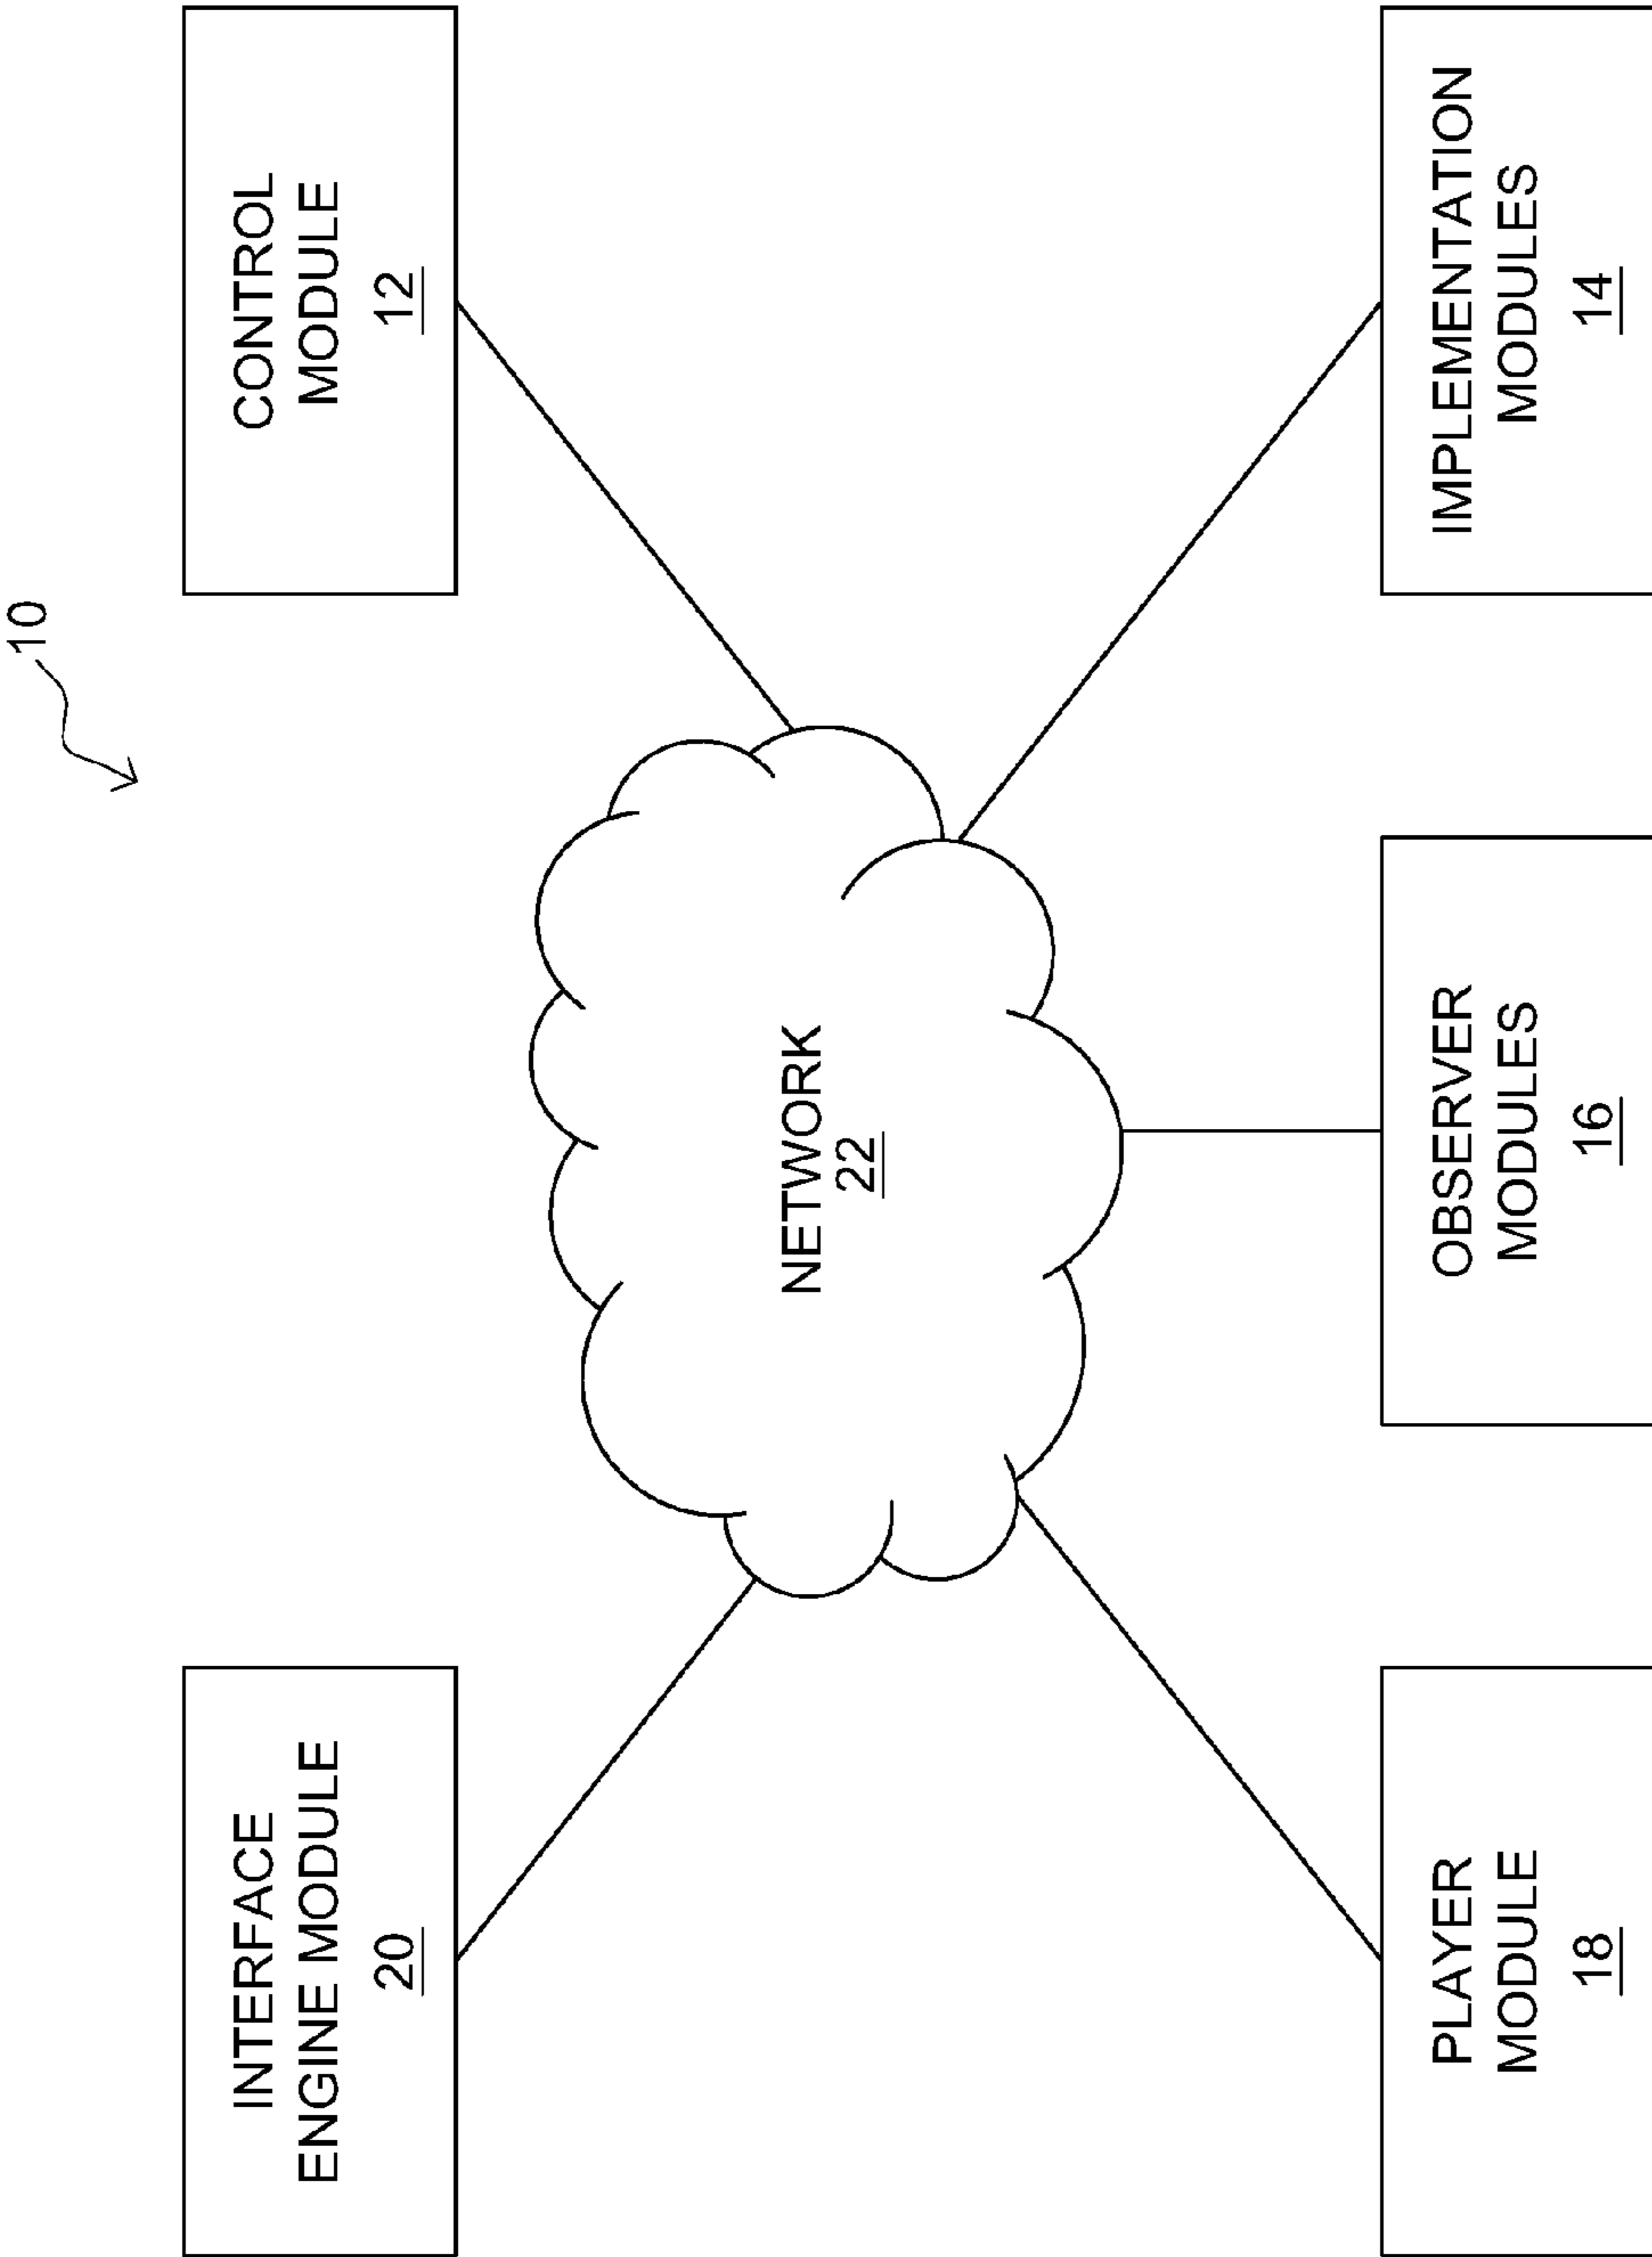 10
INTERFACE
ENGINE MODULE
20
CONTROL
MODULE
12
NETWORK
22
PLAYER
MODULE
18
OBSERVER
MODULES
16
IMPLEMENTATION
MODULES
14